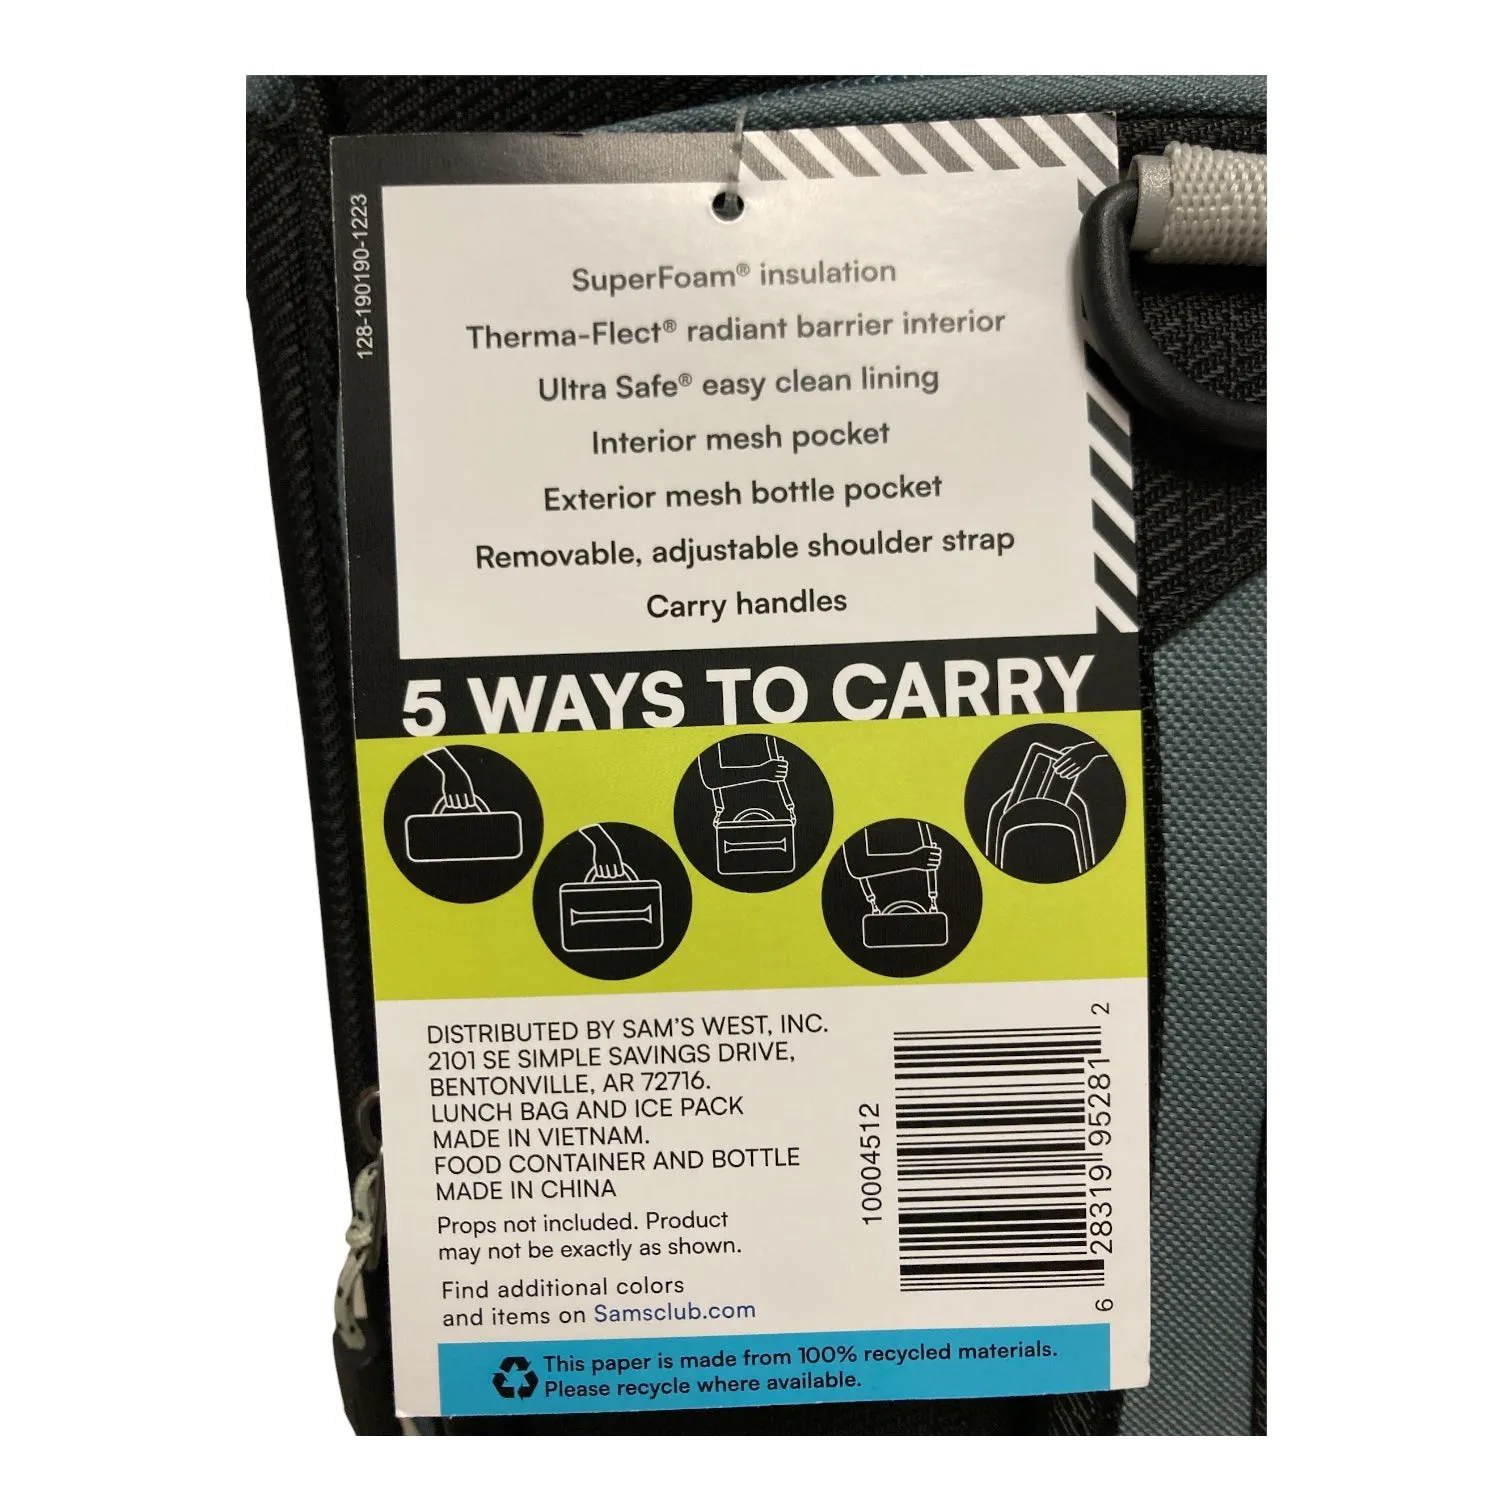 128-190190-1223
SuperFoam® insulation
Therma-Flect® radiant barrier interior
Ultra Safe® easy clean lining
Interior mesh pocket
Exterior mesh bottle pocket
Removable, adjustable shoulder strap
Carry handles
5 WAYS TO CARRY
DISTRIBUTED BY SAM'S WEST, INC.
2101 SE SIMPLE SAVINGS DRIVE,
BENTONVILLE, AR 72716.
LUNCH BAG AND ICE PACK
MADE IN VIETNAM.
FOOD CONTAINER AND BOTTLE
MADE IN CHINA
Props not included. Product
may not be exactly as shown.
Find additional colors
and items on Samsclub.com
10004512
6 28319 95281 2
This paper is made from 100% recycled materials.
Please recycle where available.